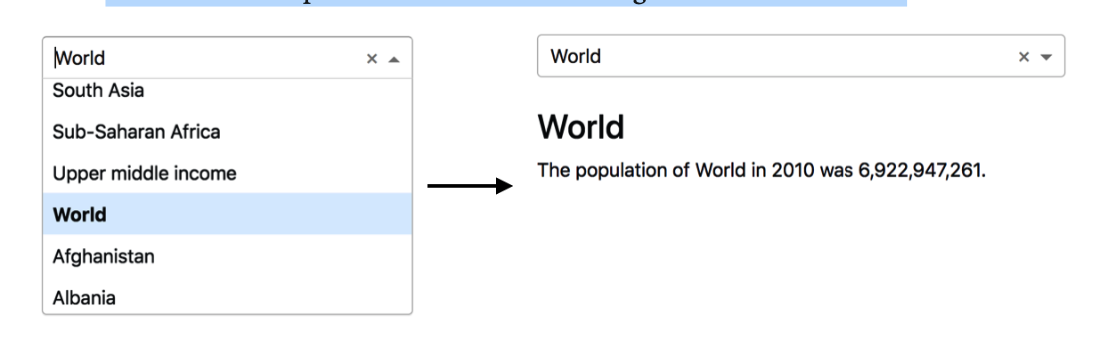 World
South Asia
Sub-Saharan Africa
Upper middle income
World
Afghanistan
Albania
World
World
The population of World in 2010 was 6,922,947,261.